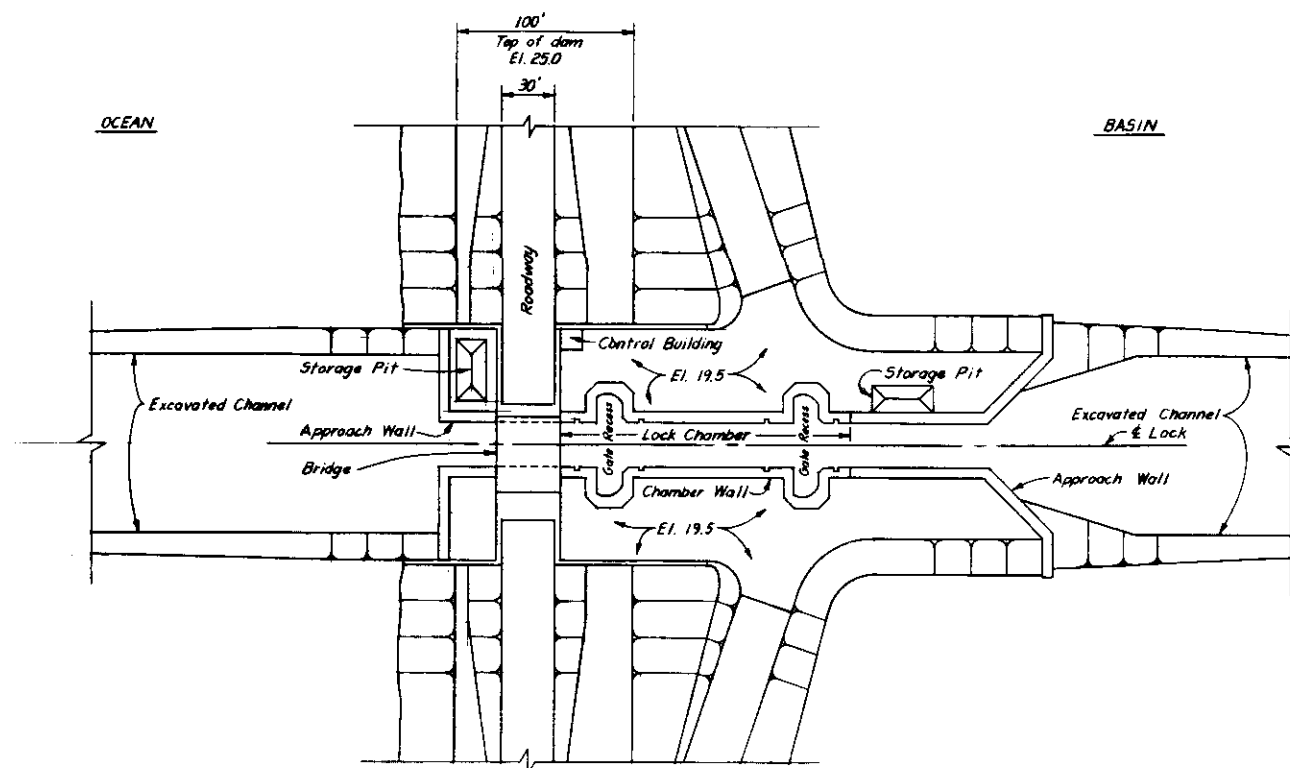 100'
Top of dam
El. 25.0
30'
OCEAN
BASIN
Roadway
Control Building
Storage Pit
El. 19.5
Storage Pit
Excavated Channel
Excavated Channel
Approach Wall
Gate Recess
Lock Chamber
Gate Recess
℄ Lock
Bridge
Chamber Wall
Approach Wall
El. 19.5